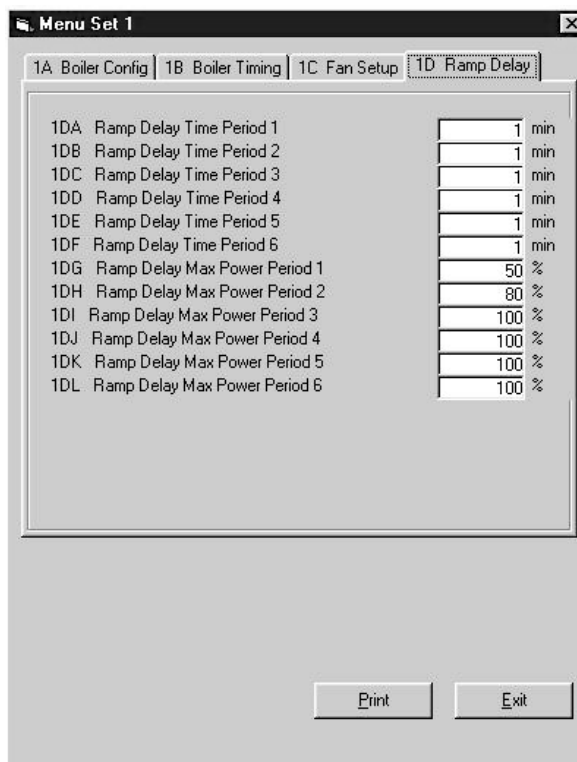 Menu Set 1
1A Boiler Config 1B Boiler Timing 1C Fan Setup 1D Ramp Delay
1DA Ramp Delay Time Period 1 1 min
1DB Ramp Delay Time Period 2 1 min
1DC Ramp Delay Time Period 3 1 min
1DD Ramp Delay Time Period 4 1 min
1DE Ramp Delay Time Period 5 1 min
1DF Ramp Delay Time Period 6 1 min
1DG Ramp Delay Max Power Period 1 50 %
1DH Ramp Delay Max Power Period 2 80 %
1DI Ramp Delay Max Power Period 3 100 %
1DJ Ramp Delay Max Power Period 4 100 %
1DK Ramp Delay Max Power Period 5 100 %
1DL Ramp Delay Max Power Period 6 100 %
Print Exit